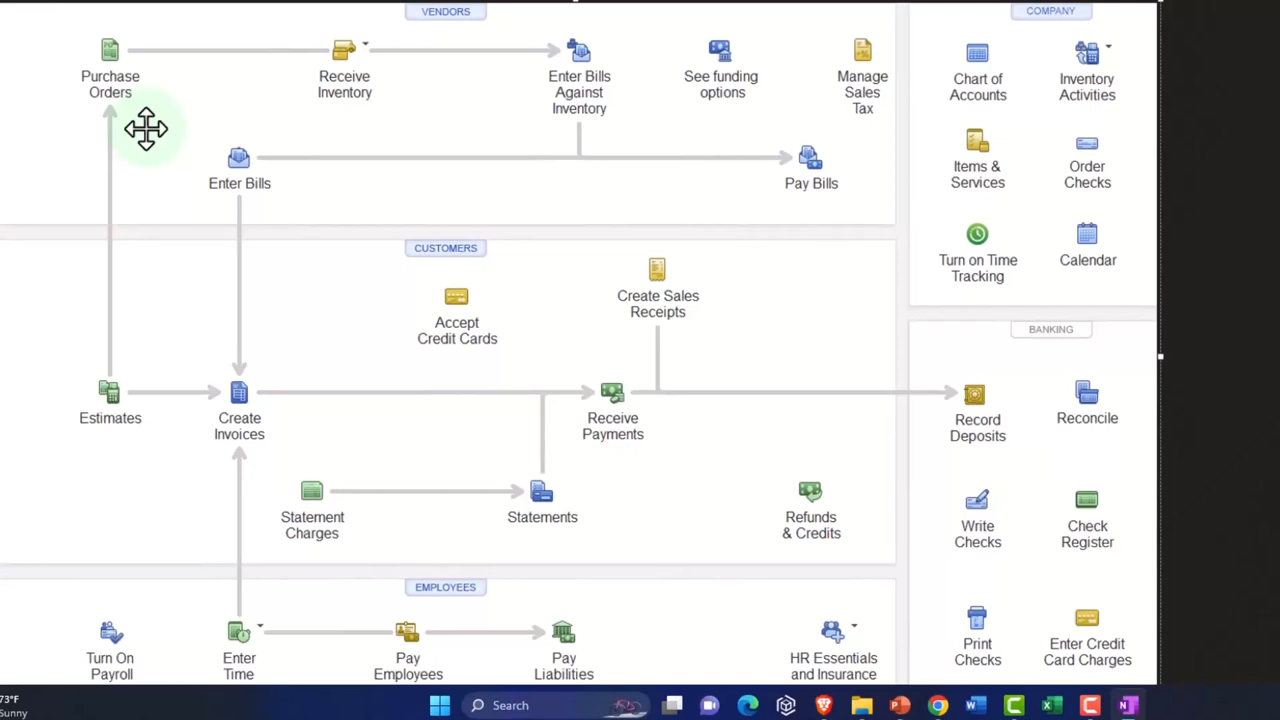 VENDORS
COMPANY
Purchase
Orders
Receive
Inventory
Enter Bills
Against
Inventory
See funding
options
Manage
Sales
Tax
Chart of
Accounts
Inventory
Activities
Enter Bills
Pay Bills
Items &
Services
Order
Checks
Turn on Time
Tracking
Calendar
CUSTOMERS
Accept
Credit Cards
Create Sales
Receipts
BANKING
Estimates
Create
Invoices
Receive
Payments
Record
Deposits
Reconcile
Statement
Charges
Statements
Refunds
& Credits
Write
Checks
Check
Register
EMPLOYEES
Turn On
Payroll
Enter
Time
Pay
Employees
Pay
Liabilities
HR Essentials
and Insurance
Print
Checks
Enter Credit
Card Charges
73°F
Sunny
Search